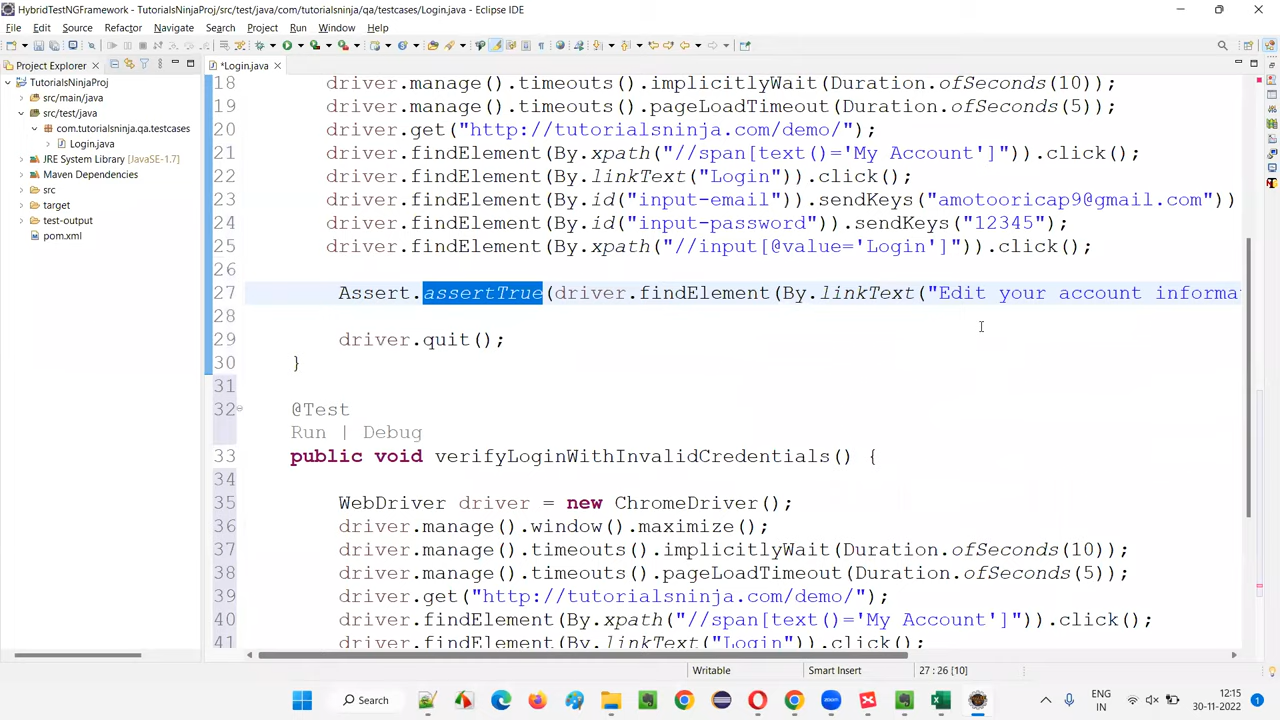 HybridTestNGFramework - TutorialsNinjaProj/src/test/java/com/tutorialsninja/qa/testcases/Login.java - Eclipse IDE
File Edit Source Refactor Navigate Search Project Run Window Help
Project Explorer
*Login.java
TutorialsNinjaProj
src/main/java
src/test/java
com.tutorialsninja.qa.testcases
Login.java
JRE System Library [JavaSE-1.7]
Maven Dependencies
src
target
test-output
pom.xml
18 driver.manage().timeouts().implicitlyWait(Duration.ofSeconds(10));
19 driver.manage().timeouts().pageLoadTimeout(Duration.ofSeconds(5));
20 driver.get("http://tutorialsninja.com/demo/");
21 driver.findElement(By.xpath("//span[text()='My Account']")).click();
22 driver.findElement(By.linkText("Login")).click();
23 driver.findElement(By.id("input-email")).sendKeys("amotooricap9@gmail.com"))
24 driver.findElement(By.id("input-password")).sendKeys("12345");
25 driver.findElement(By.xpath("//input[@value='Login']")).click();
26
27 Assert.assertTrue(driver.findElement(By.linkText("Edit your account informa
28
29 driver.quit();
30 }
31
32 @Test
Run | Debug
33 public void verifyLoginWithInvalidCredentials() {
34
35 WebDriver driver = new ChromeDriver();
36 driver.manage().window().maximize();
37 driver.manage().timeouts().implicitlyWait(Duration.ofSeconds(10));
38 driver.manage().timeouts().pageLoadTimeout(Duration.ofSeconds(5));
39 driver.get("http://tutorialsninja.com/demo/");
40 driver.findElement(By.xpath("//span[text()='My Account']")).click();
41 driver.findElement(By.linkText("Login")).click();
Writable Smart Insert 27 : 26 [10]
Search
zoom
ENG
IN
12:15
30-11-2022
1